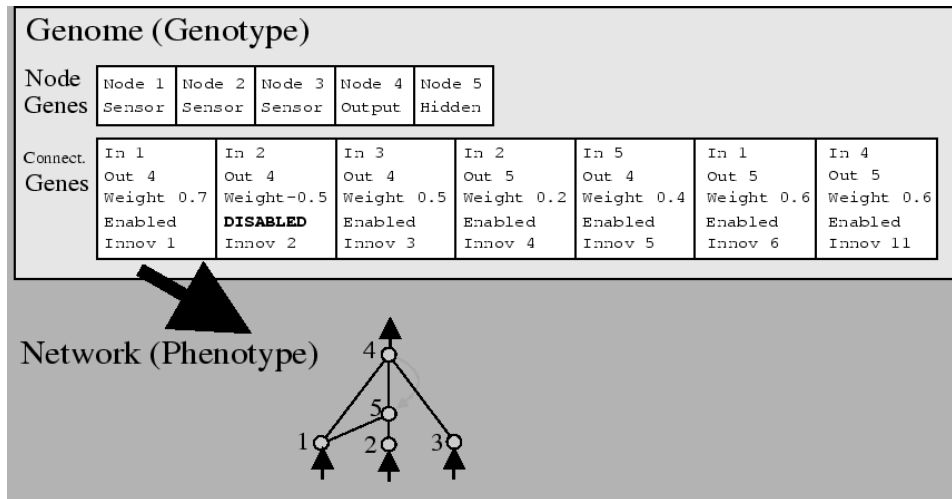 Genome (Genotype)
Node Genes
Node 1 Node 2 Node 3 Node 4 Node 5
Sensor Sensor Sensor Output Hidden
Connect. Genes
In 1 In 2 In 3 In 2 In 5 In 1 In 4
Out 4 Out 4 Out 4 Out 5 Out 4 Out 5 Out 5
Weight 0.7 Weight-0.5 Weight 0.5 Weight 0.2 Weight 0.4 Weight 0.6 Weight 0.6
Enabled DISABLED Enabled Enabled Enabled Enabled Enabled
Innov 1 Innov 2 Innov 3 Innov 4 Innov 5 Innov 6 Innov 11
Network (Phenotype)
4
5
1 2 3